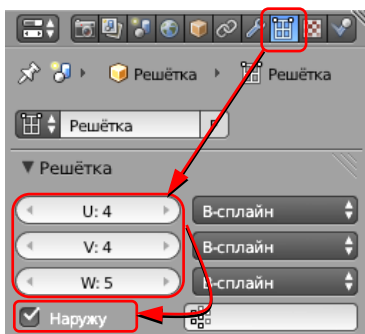 Решётка Решётка
Решётка F
Решётка
U: 4 B-сплайн
V: 4 B-сплайн
W: 5 B-сплайн
Наружу